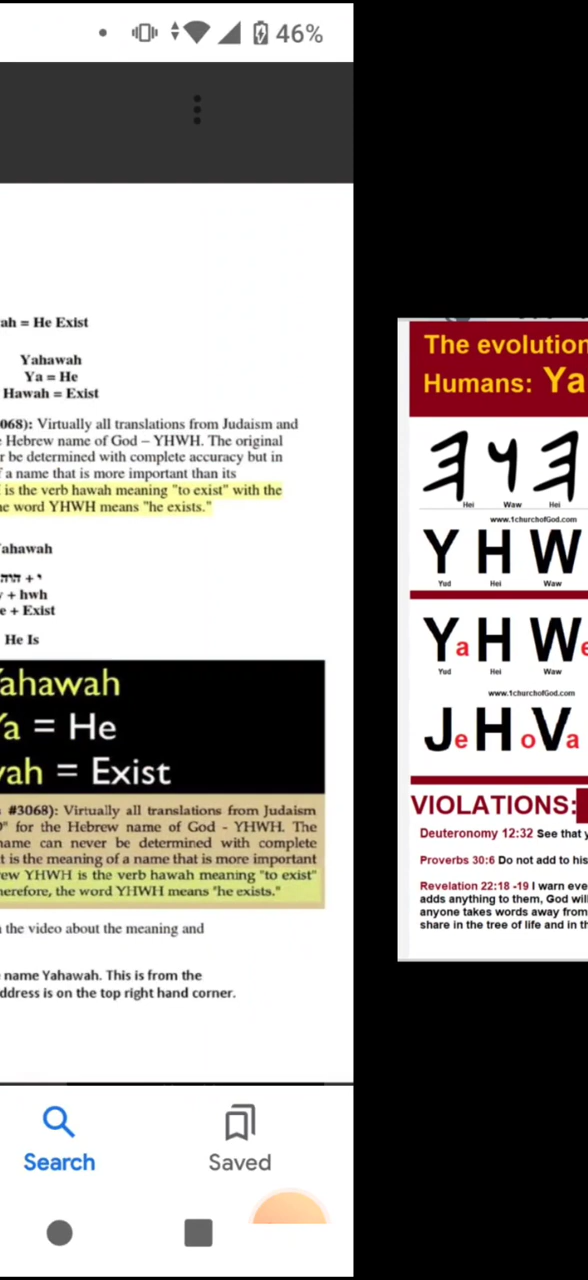 46%
ah = He Exist
Yahawah
Ya = He
Hawah = Exist
068): Virtually all translations from Judaism and
Hebrew name of God – YHWH. The original
r be determined with complete accuracy but in
f a name that is more important than its
is the verb hawah meaning "to exist" with the
e word YHWH means "he exists."
ahawah
י + הוה
+ hwh
e + Exist
He Is
ahawah
a = He
ah = Exist
#3068): Virtually all translations from Judaism
" for the Hebrew name of God - YHWH. The
ame can never be determined with complete
t is the meaning of a name that is more important
ew YHWH is the verb hawah meaning "to exist"
herefore, the word YHWH means "he exists."
the video about the meaning and
name Yahawah. This is from the
ddress is on the top right hand corner.
Search
Saved
The evolution
Humans: Ya
𐤄𐤅𐤄
Hei Waw Hei
www.1churchofGod.com
Y H W
Yud Hei Waw
YaHWe
Yud Hei Waw
www.1churchofGod.com
JeHoVa
VIOLATIONS:
Deuteronomy 12:32 See that y
Proverbs 30:6 Do not add to his
Revelation 22:18 -19 I warn eve
adds anything to them, God wil
anyone takes words away from
share in the tree of life and in th